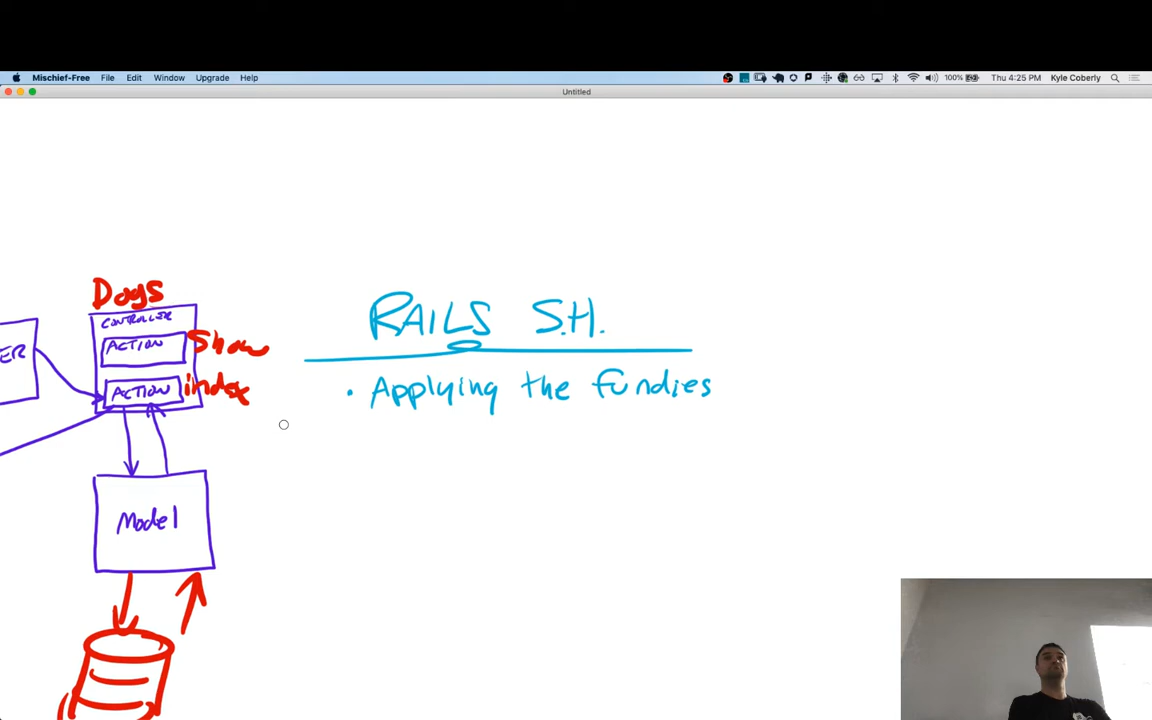 Mischief-Free File Edit Window Upgrade Help 100% Thu 4:25 PM Kyle Coberly
Untitled
Dogs
CONTROLLER
ACTION
Show
ER
ACTION
index
Model
RAILS S.H.
· Applying the fundies